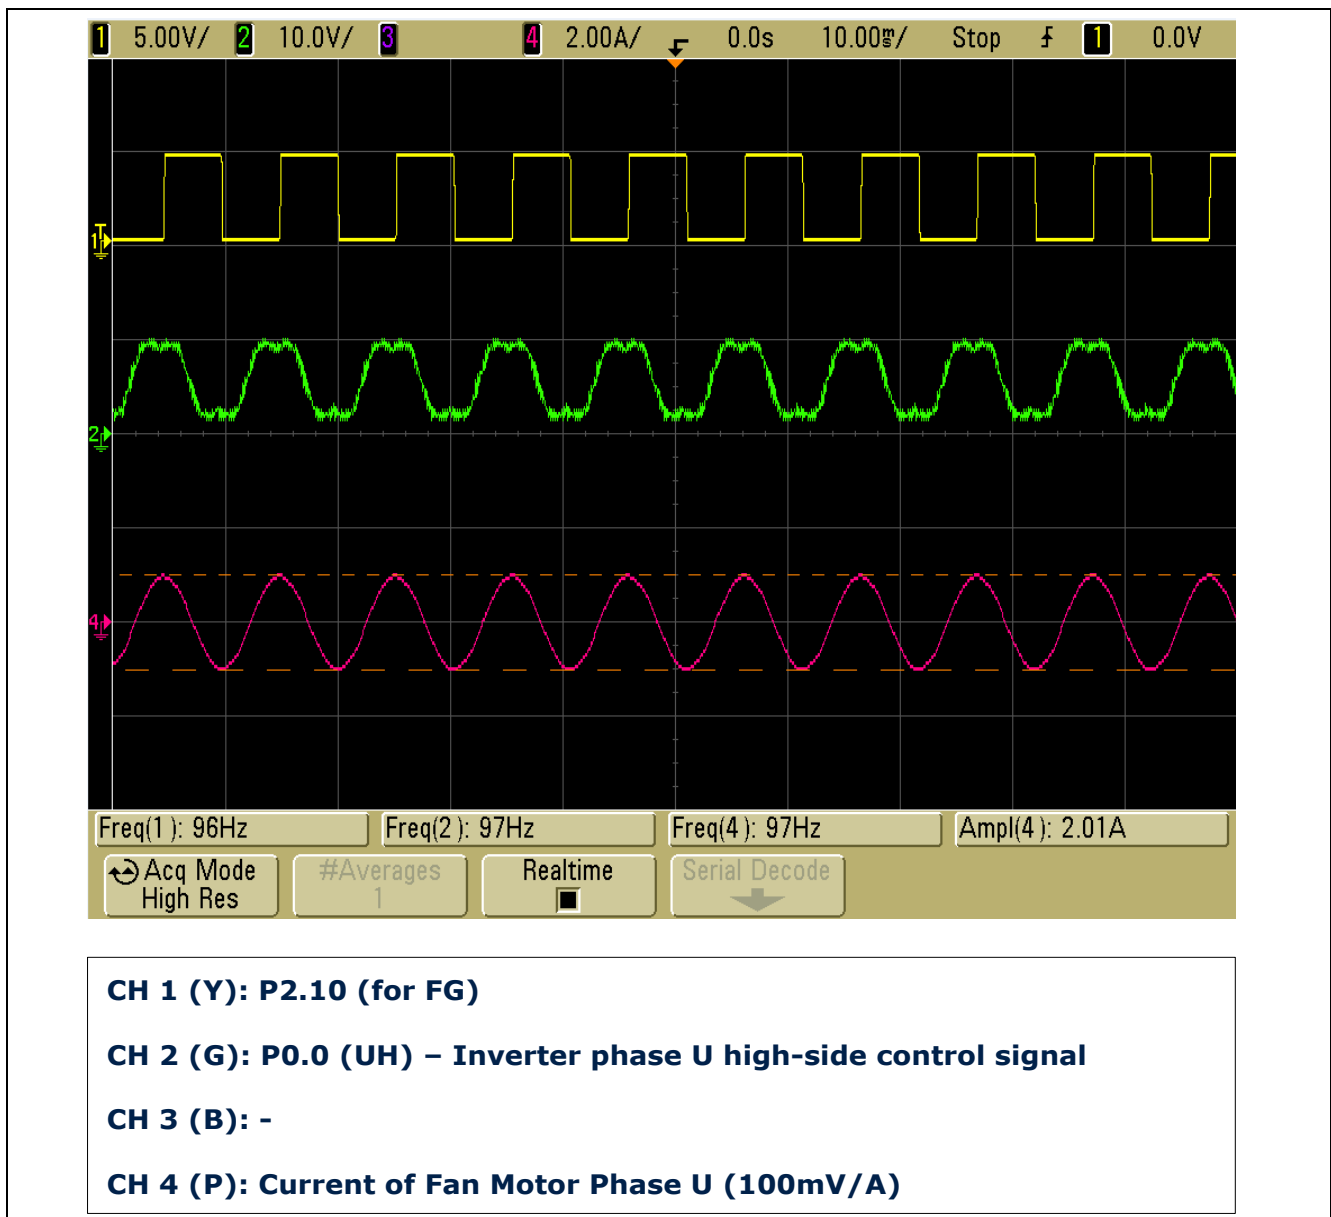 1 5.00V/ 2 10.0V/ 3 4 2.00A/ 0.0s 10.00ms/ Stop 1 0.0V
T
1
2
4
Freq(1): 96Hz Freq(2): 97Hz Freq(4): 97Hz Ampl(4): 2.01A
Acq Mode
High Res
#Averages
1
Realtime
Serial Decode
CH 1 (Y): P2.10 (for FG)
CH 2 (G): P0.0 (UH) – Inverter phase U high-side control signal
CH 3 (B): -
CH 4 (P): Current of Fan Motor Phase U (100mV/A)